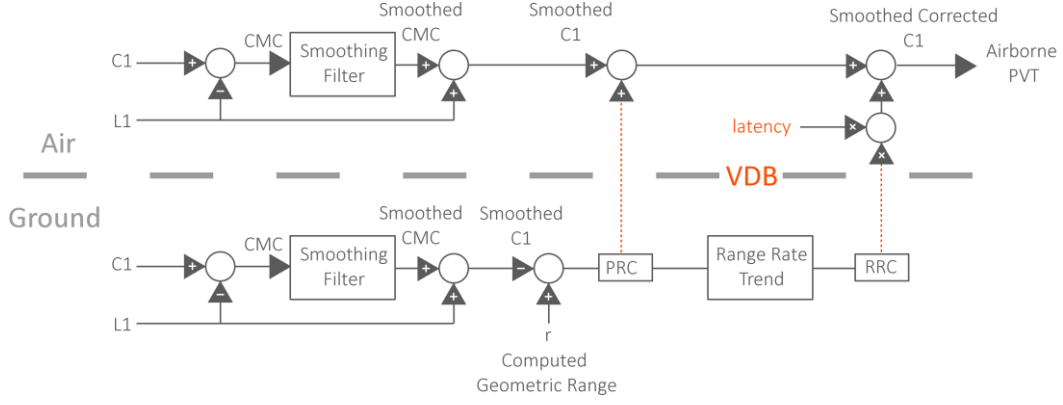 Smoothed
CMC
Smoothed
C1
Smoothed Corrected
C1
CMC
Smoothing
Filter
C1
+
+
+
+
Airborne
PVT
−
+
+
+
L1
latency
×
×
Air
VDB
Ground
Smoothed
CMC
Smoothed
C1
CMC
Smoothing
Filter
C1
+
+
−
PRC
Range Rate
Trend
RRC
−
+
+
L1
r
Computed
Geometric Range